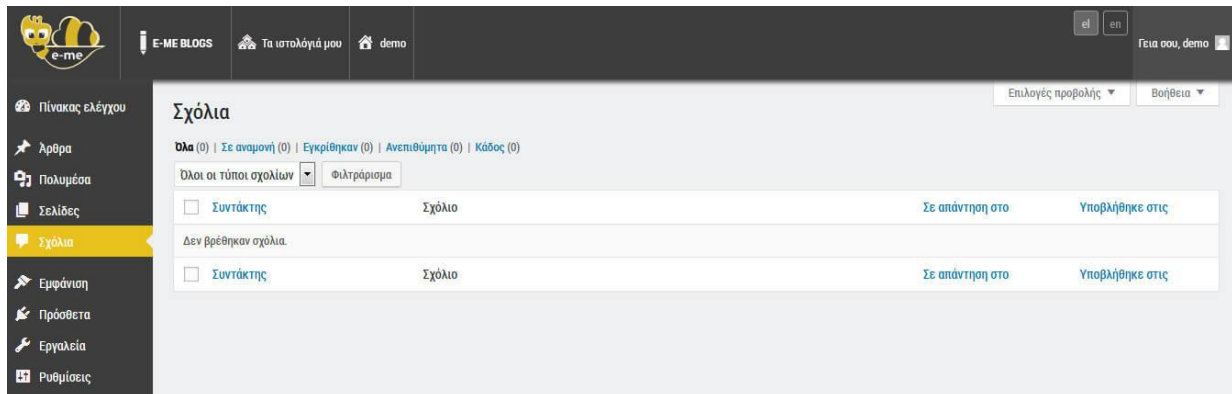 e-me
E-ME BLOGS Τα ιστολόγιά μου demo
el en
Γεια σου, demo
Επιλογές προβολής Βοήθεια
Πίνακας ελέγχου
Άρθρα
Πολυμέσα
Σελίδες
Σχόλια
Εμφάνιση
Πρόσθετα
Εργαλεία
Ρυθμίσεις
Σχόλια
Όλα (0) | Σε αναμονή (0) | Εγκρίθηκαν (0) | Ανεπιθύμητα (0) | Κάδος (0)
Όλοι οι τύποι σχολίων Φιλτράρισμα
Συντάκτης Σχόλιο Σε απάντηση στο Υποβλήθηκε στις
Δεν βρέθηκαν σχόλια.
Συντάκτης Σχόλιο Σε απάντηση στο Υποβλήθηκε στις